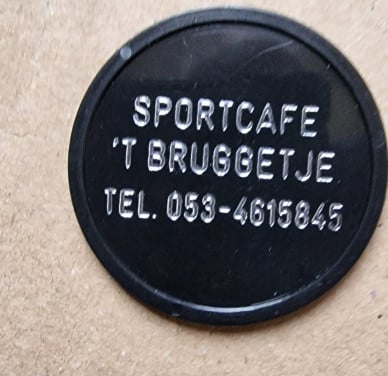 SPORTCAFE
'T BRUGGETJE
TEL. 053-4615845